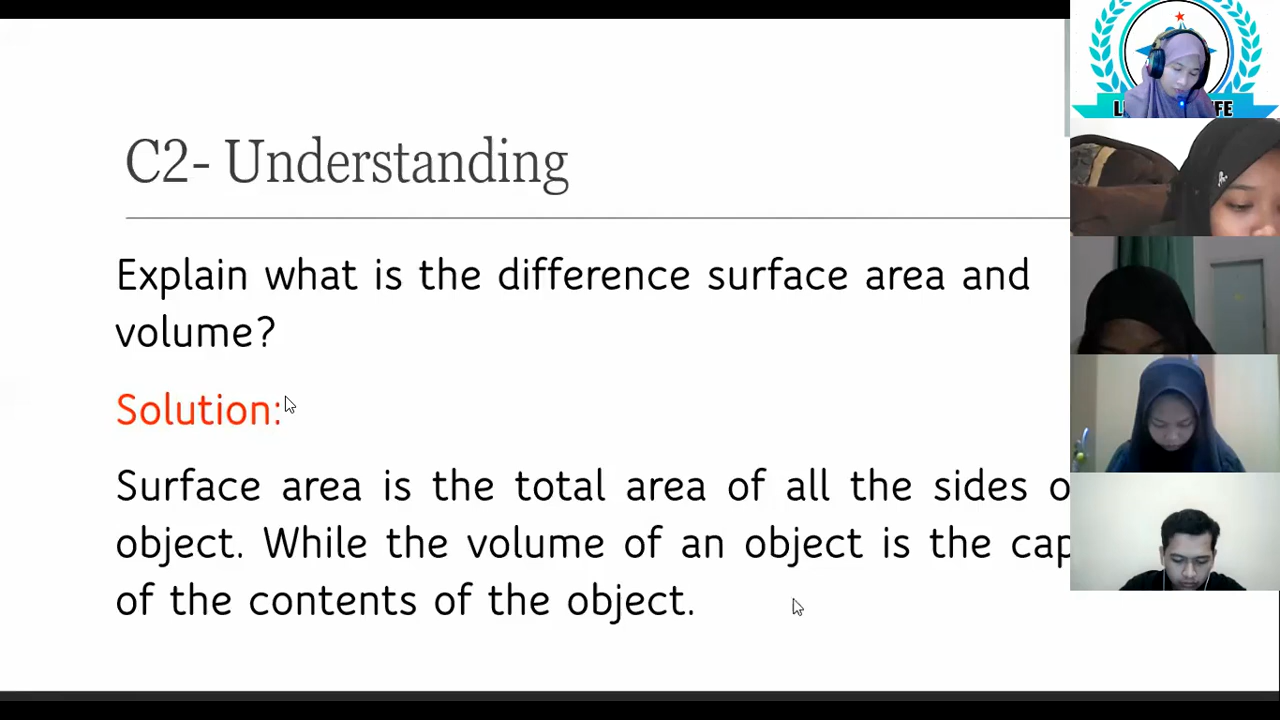 C2- Understanding
Explain what is the difference surface area and
volume?
Solution:
Surface area is the total area of all the sides
object. While the volume of an object is the
of the contents of the object.